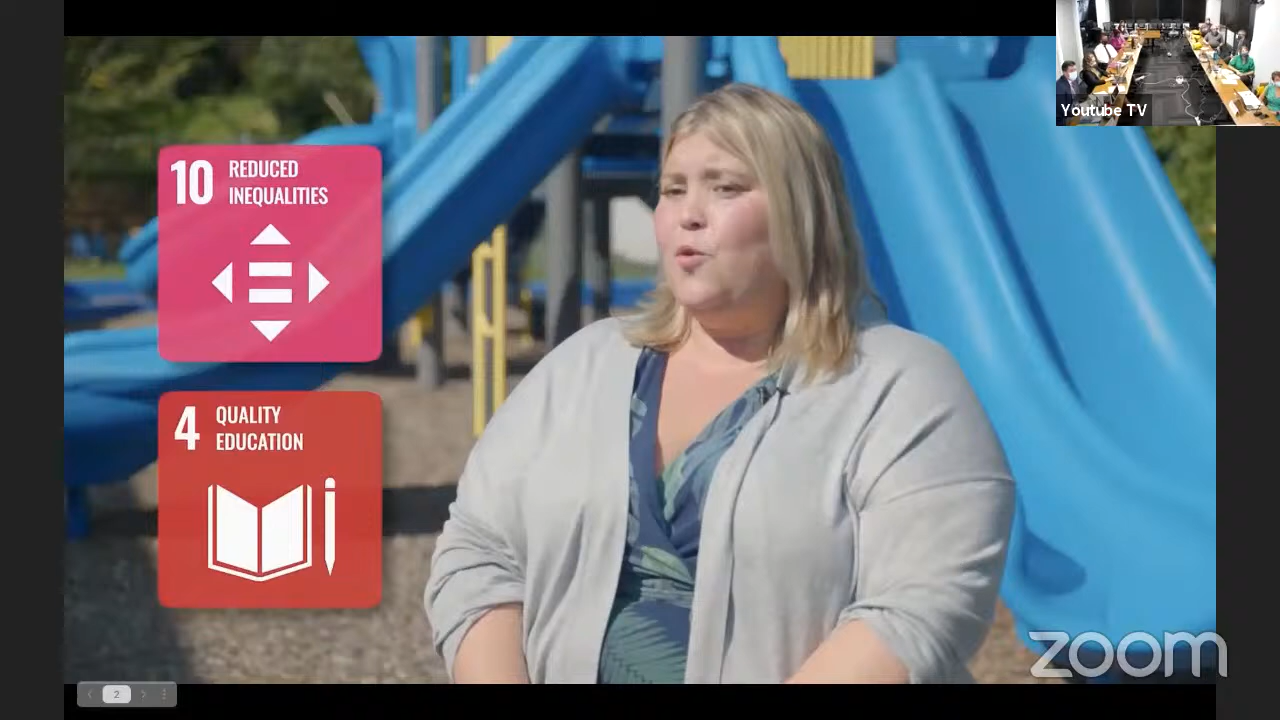 Youtube TV
10 REDUCED
INEQUALITIES
4 QUALITY
EDUCATION
zoom
2